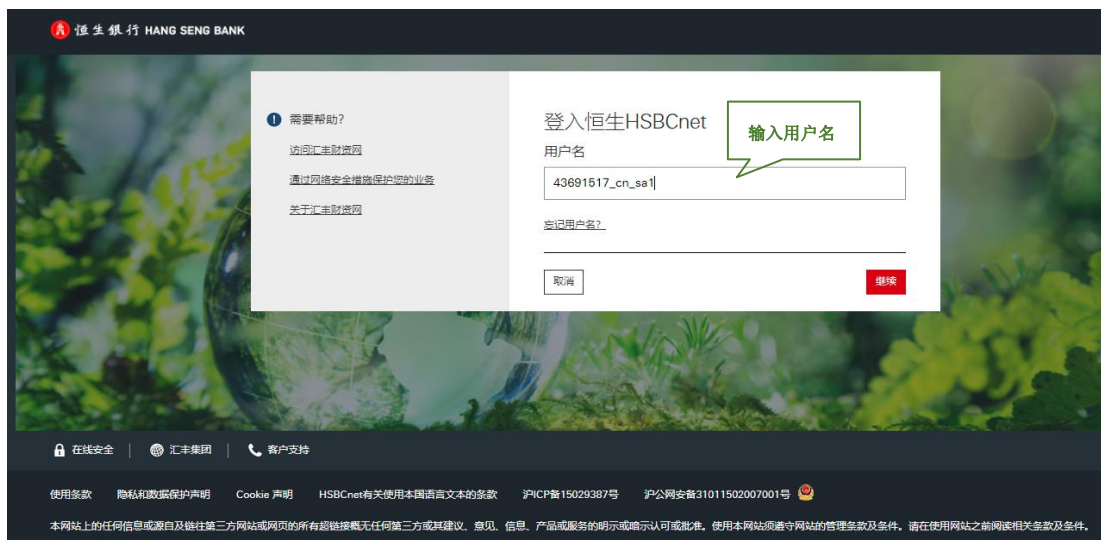 恒生銀行 HANG SENG BANK
需要帮助?
访问汇丰财资网
通过网络安全措施保护您的业务
关于汇丰财资网
登入恒生HSBCnet
输入用户名
用户名
43691517_cn_sa1
忘记用户名?
取消
继续
在线安全 | 汇丰集团 | 客户支持
使用条款 隐私和数据保护声明 Cookie 声明 HSBCnet有关使用本国语言文本的条款 沪ICP备15029387号 沪公网安备31011502007001号
本网站上的任何信息或源自及链往第三方网站或网页的所有超链接概无任何第三方或其建议、意见、信息、产品或服务的明示或暗示认可或批准。使用本网站须遵守网站的管理条款及条件。请在使用网站之前阅读相关条款及条件。